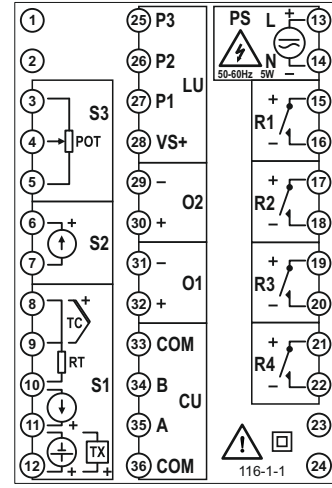 1
2
3
4
5
S3
POT
6
+
7
S2
8
+
TC
9
RT
10
S1
11
+
+
12
TX
25 P3
26 P2
27 P1
LU
28 VS+
29 –
30 +
O2
31 –
32 +
O1
33 COM
34 B
CU
35 A
36 COM
PS L + 13
N – 14
50-60Hz 5W
+ 15
R1
– 16
+ 17
R2
– 18
+ 19
R3
– 20
+ 21
R4
– 22
23
116-1-1 24